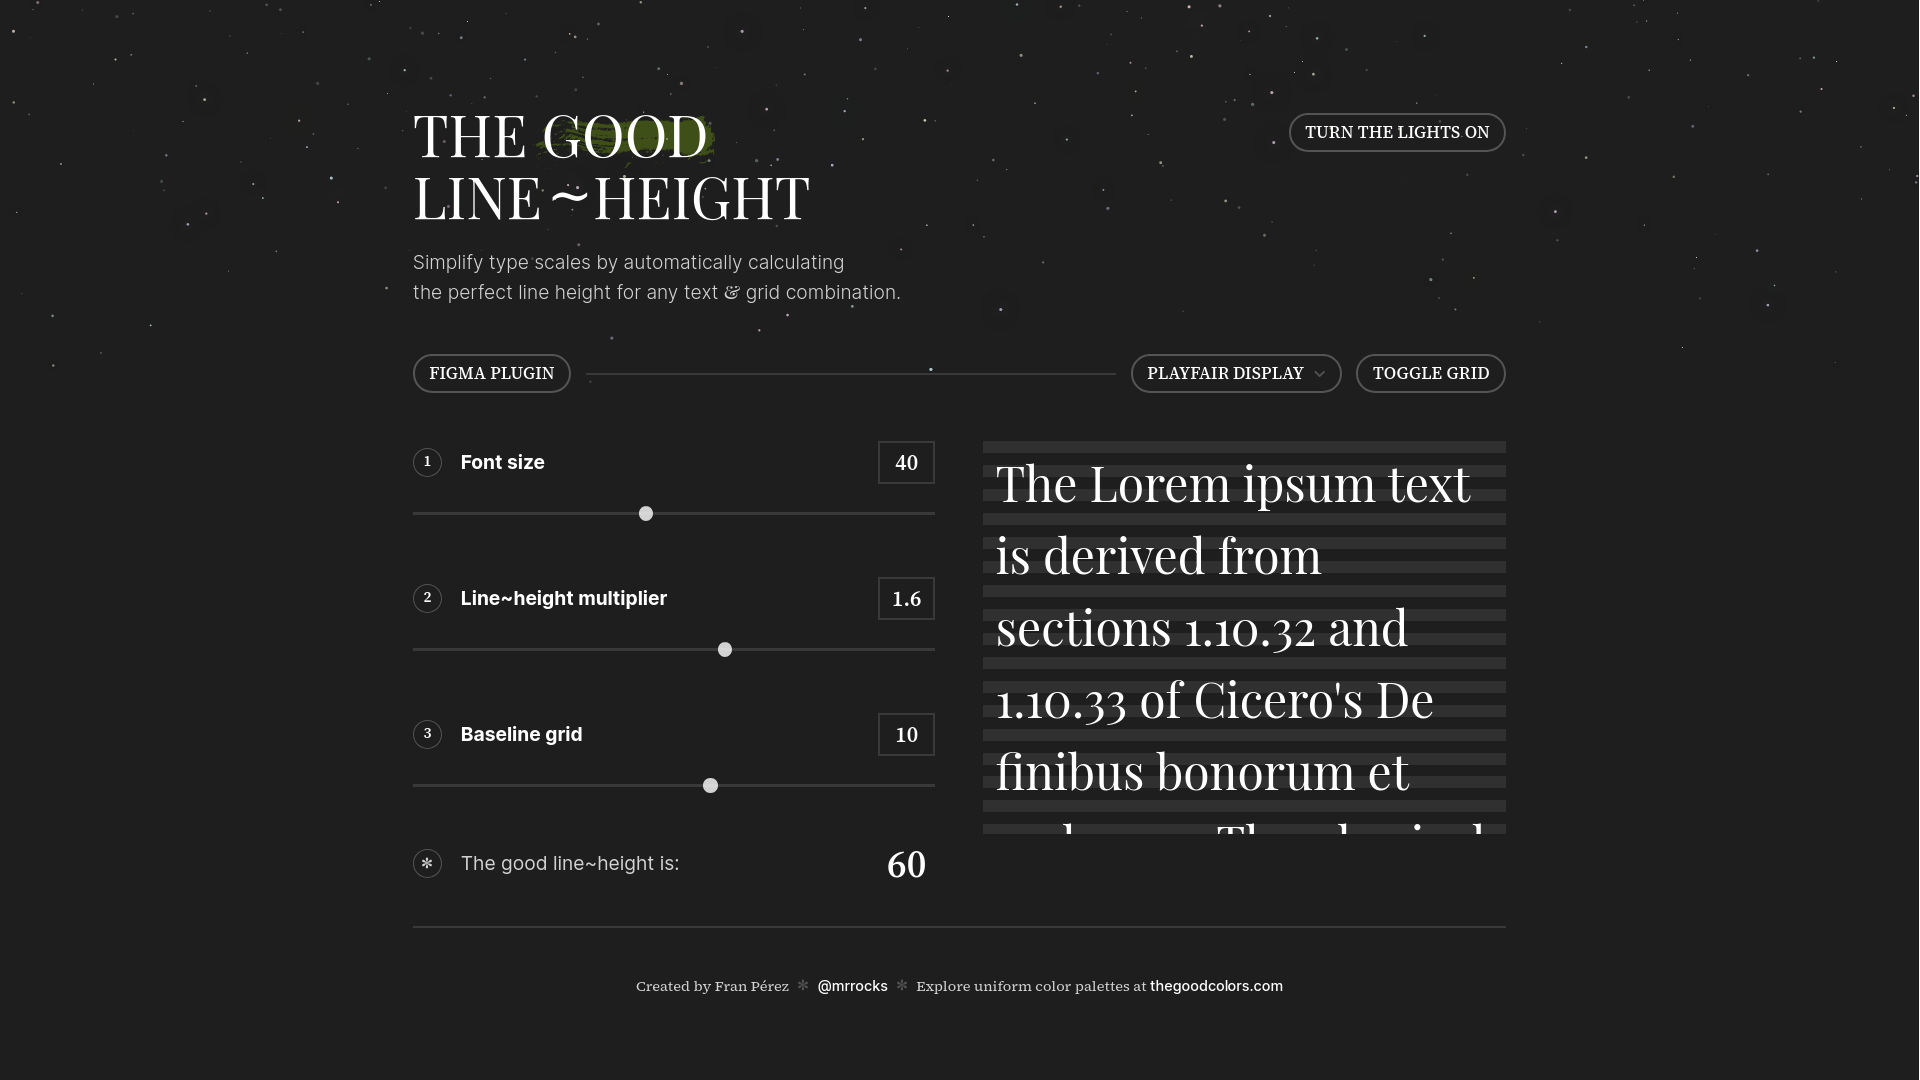 THE GOOD
LINE~HEIGHT
TURN THE LIGHTS ON
Simplify type scales by automatically calculating
the perfect line height for any text & grid combination.
FIGMA PLUGIN
PLAYFAIR DISPLAY
TOGGLE GRID
1 Font size 40
2 Line~height multiplier 1.6
3 Baseline grid 10
✻ The good line~height is: 60
The Lorem ipsum text
is derived from
sections 1.10.32 and
1.10.33 of Cicero's De
finibus bonorum et
Created by Fran Pérez ✻ @mrrocks ✻ Explore uniform color palettes at thegoodcolors.com